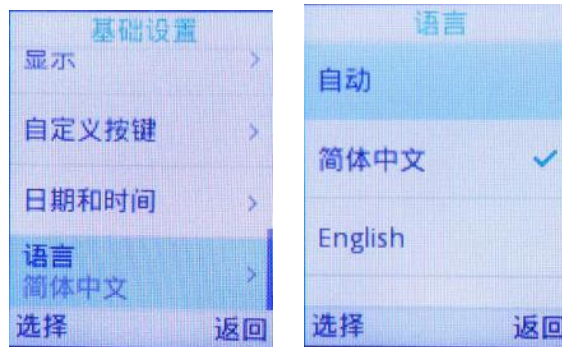 基础设置
显示
自定义按键
日期和时间
语言
简体中文
选择 返回
语言
自动
简体中文
English
选择 返回